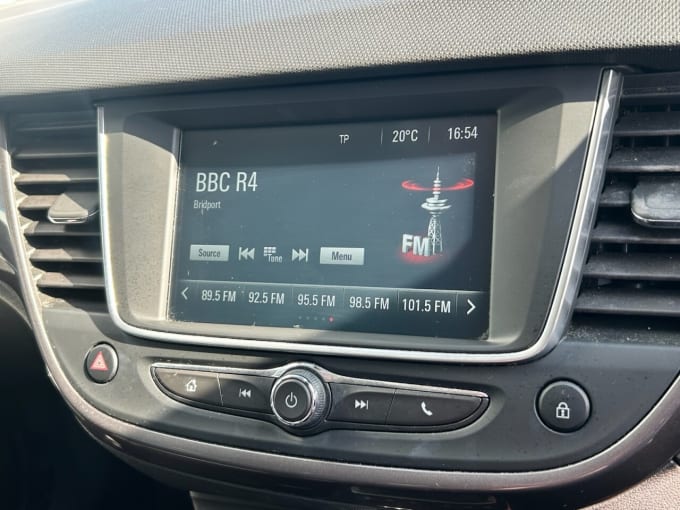 TP 20°C 16:54
BBC R4
Bridport
FM
Source Tone Menu
89.5 FM 92.5 FM 95.5 FM 98.5 FM 101.5 FM